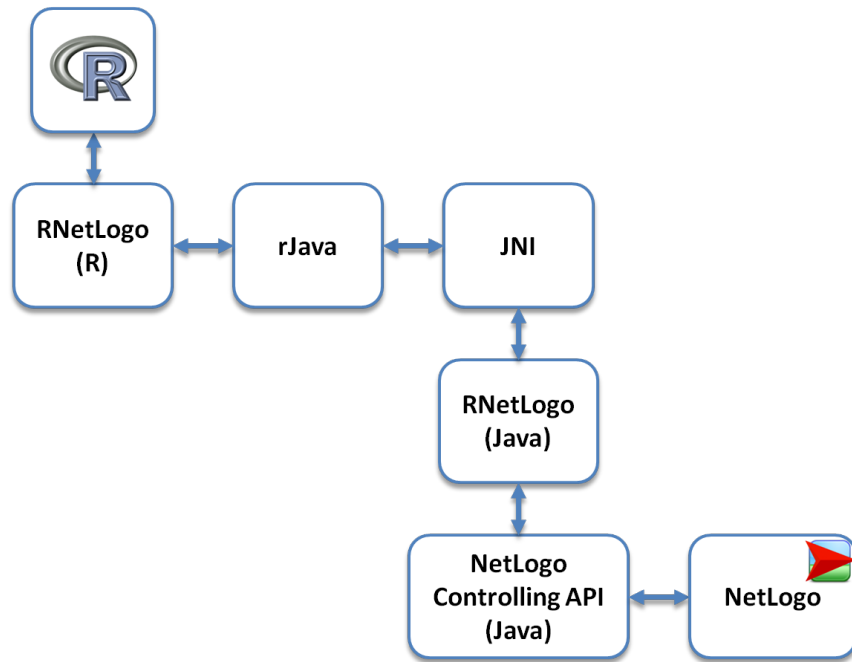 R
RNetLogo
(R)
rJava
JNI
RNetLogo
(Java)
NetLogo
Controlling API
(Java)
NetLogo